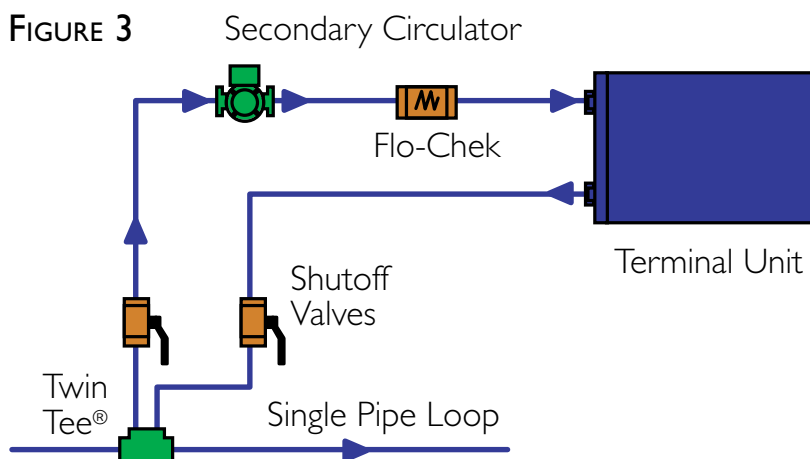 FIGURE 3
Secondary Circulator
Flo-Chek
Terminal Unit
Shutoff
Valves
Twin
Tee®
Single Pipe Loop